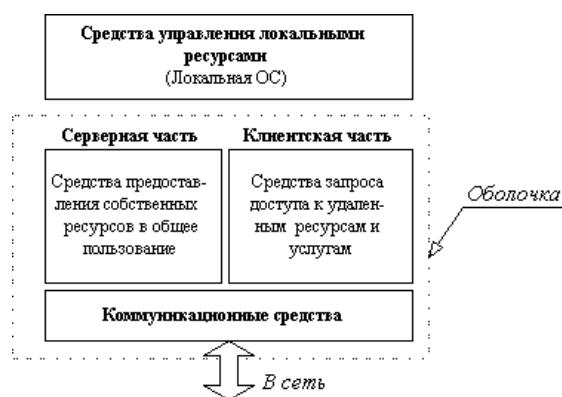 Средства управления локальными
ресурсами
(Локальная ОС)
Серверная часть
Клиентская часть
Средства предостав-
ления собственных
ресурсов в общее
пользование
Средства запроса
доступа к удален-
ным ресурсам и
услугам
Оболочка
Коммуникационные средства
В сеть